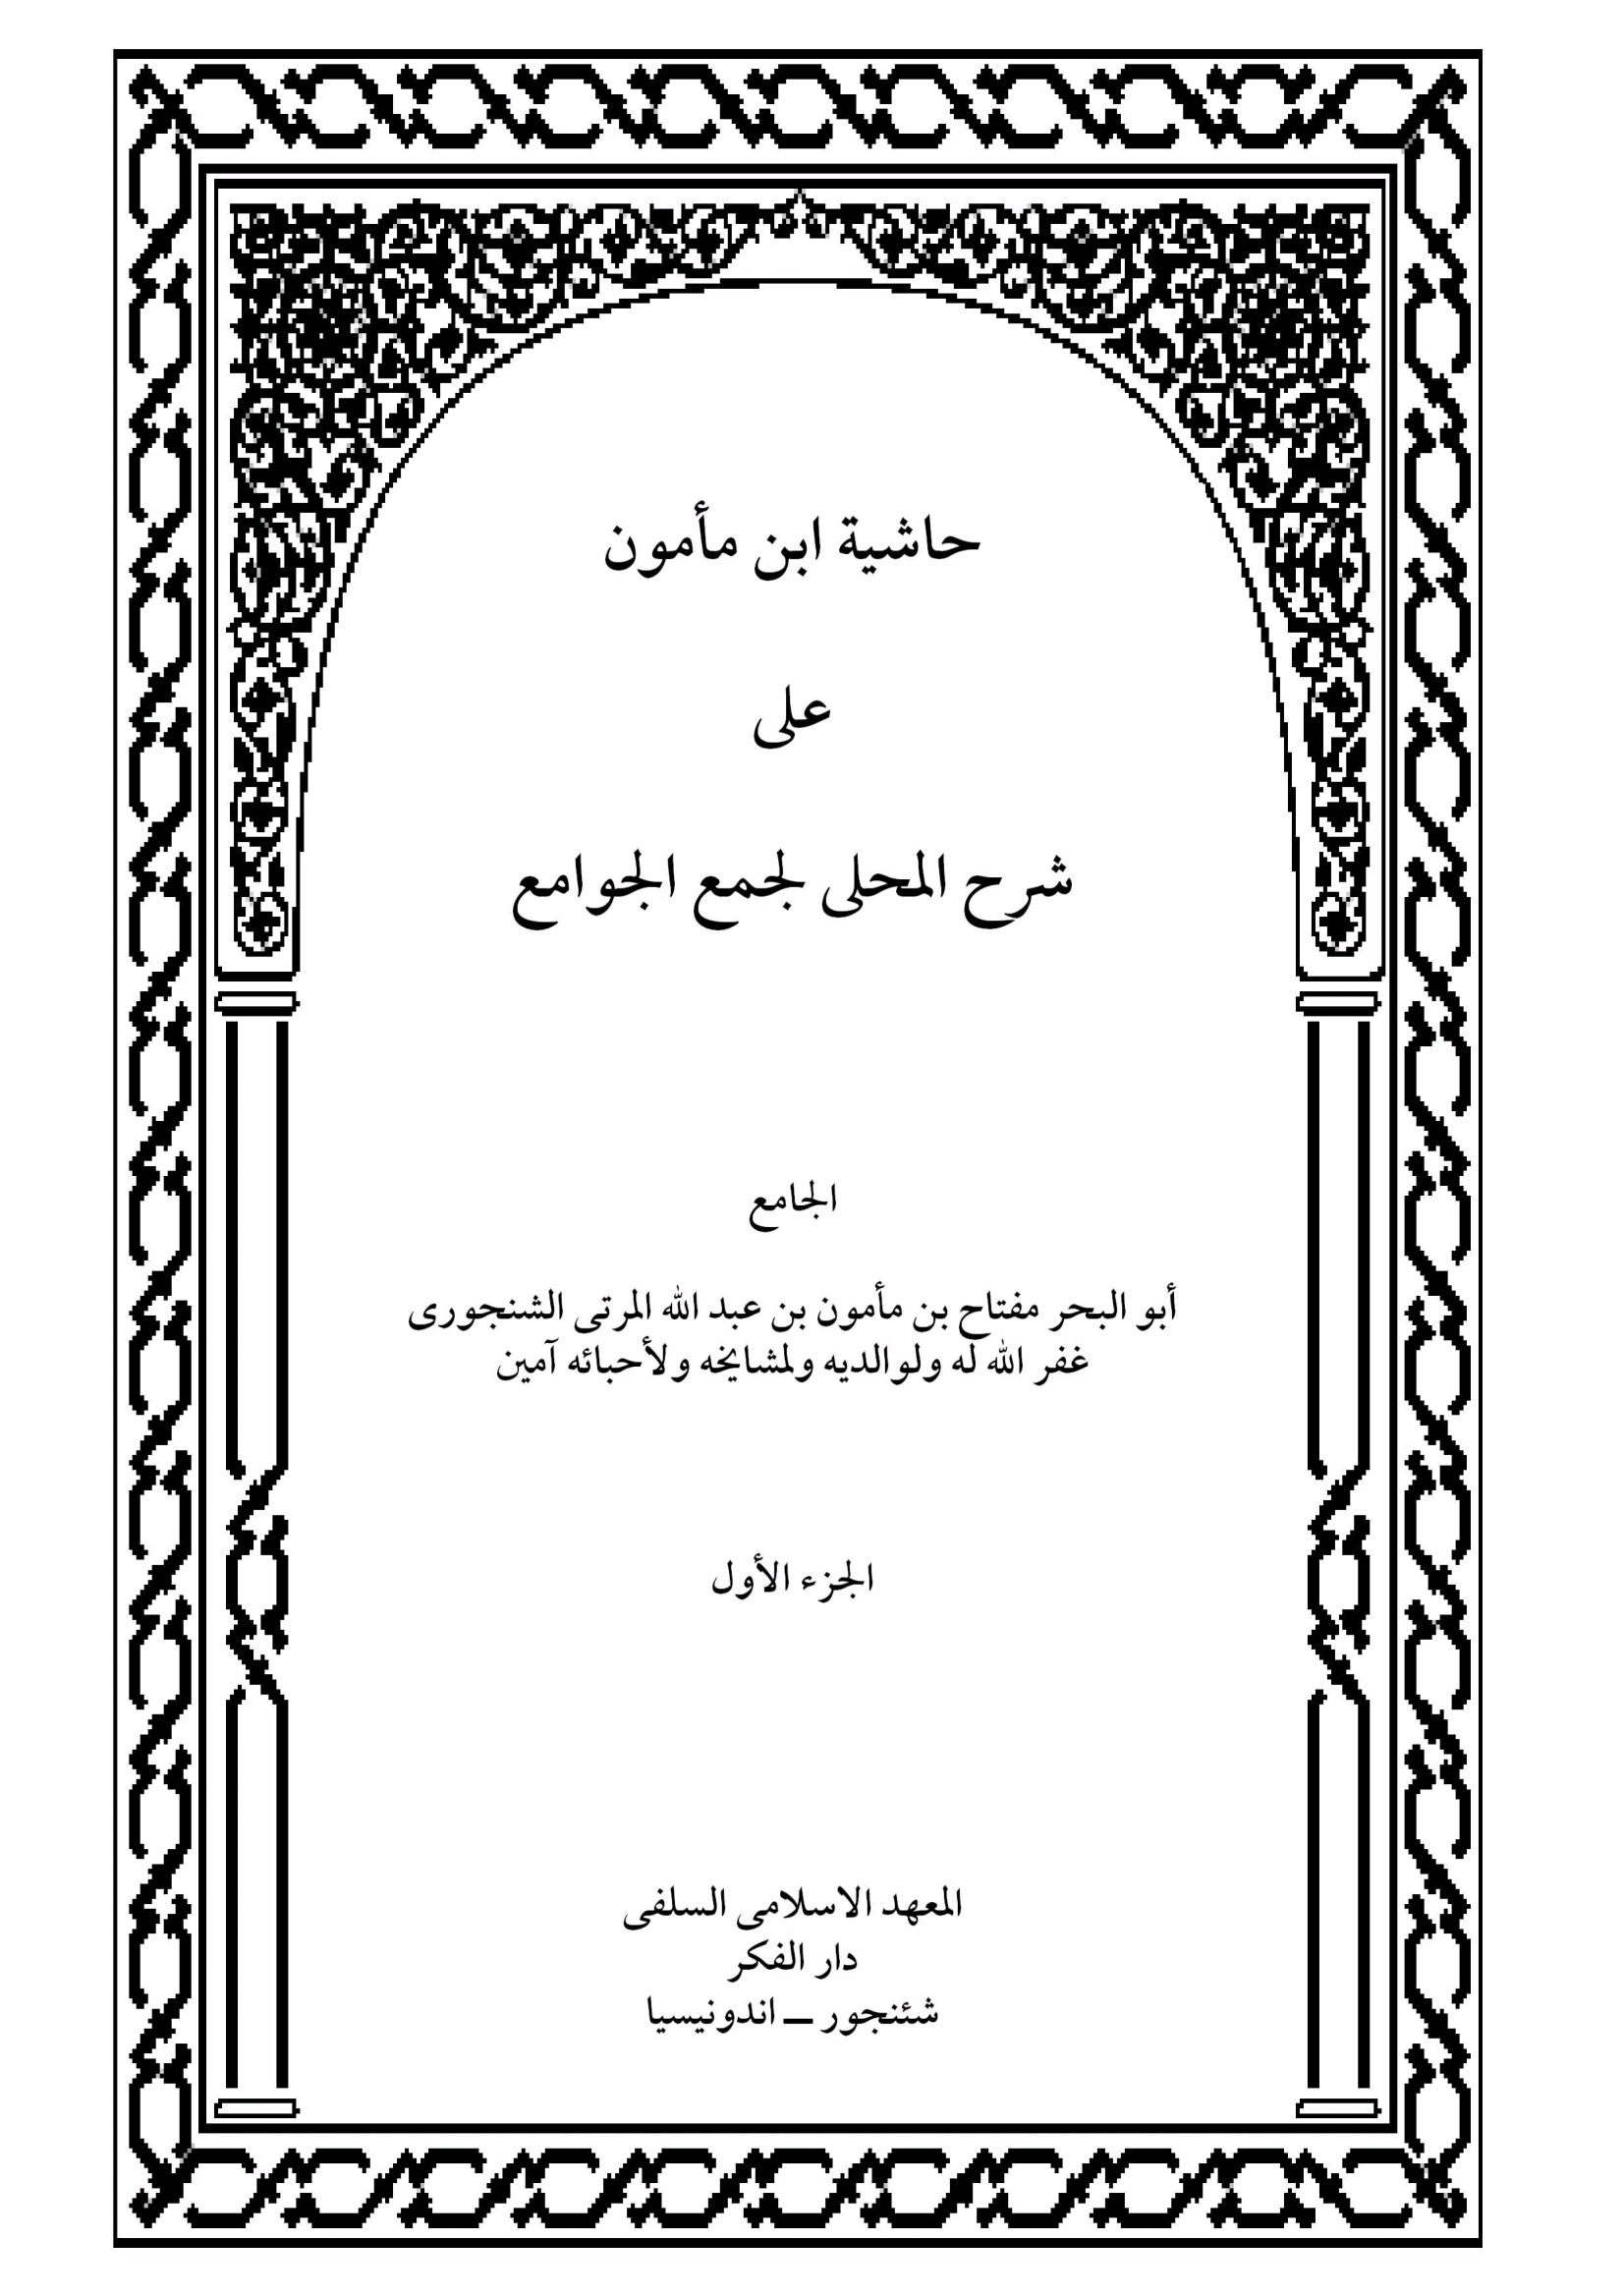 حاشية ابن مأمون
على
شرح المحلى لجمع الجوامع
الجامع
أبو البحر مفتاح بن مأمون بن عبد الله المرتى الشنجورى
غفر الله له ولوالديه ولمشايخه ولأحبائه آمين
الجزء الأول
المعهد الاسلامى السلفى
دار الفكر
شئنجور ــ اندونيسيا